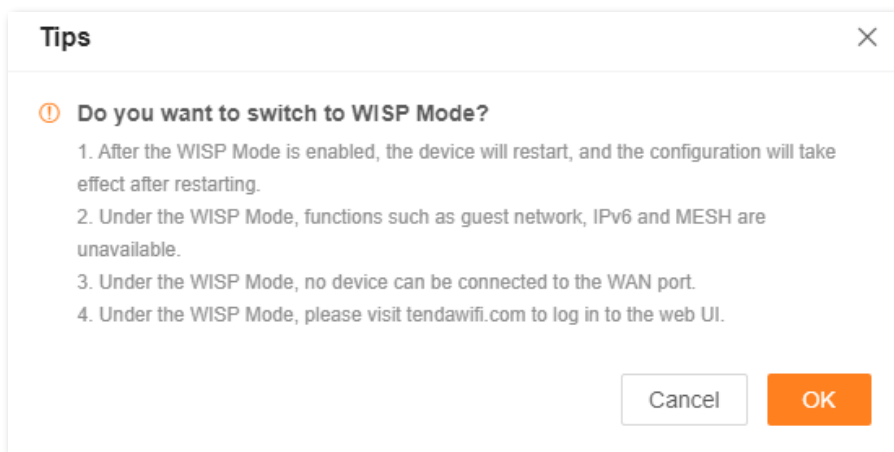 Tips
Do you want to switch to WISP Mode?
1. After the WISP Mode is enabled, the device will restart, and the configuration will take
effect after restarting.
2. Under the WISP Mode, functions such as guest network, IPv6 and MESH are
unavailable.
3. Under the WISP Mode, no device can be connected to the WAN port.
4. Under the WISP Mode, please visit tendawifi.com to log in to the web UI.
Cancel OK